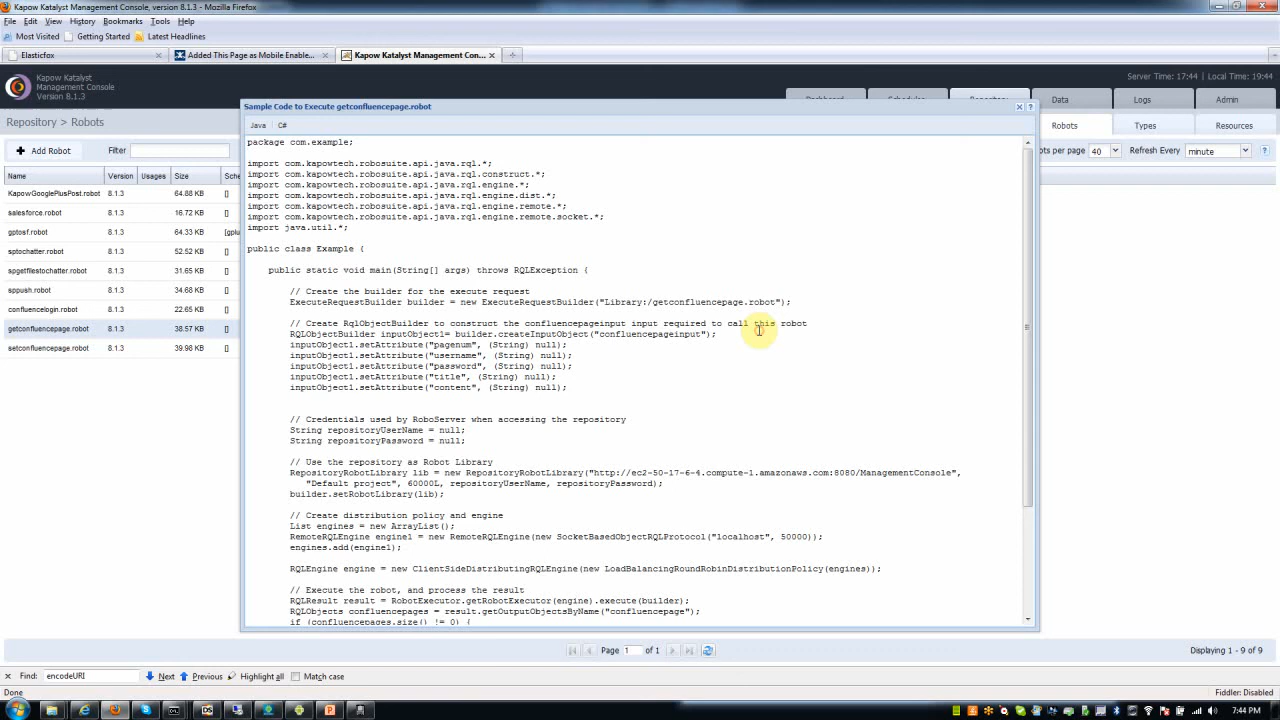 Kapow Katalyst Management Console, version 8.1.3 - Mozilla Firefox
File Edit View History Bookmarks Tools Help
Most Visited Getting Started Latest Headlines
Elasticfox Added This Page as Mobile Enable... Kapow Katalyst Management Con...
Kapow Katalyst
Management Console
Version 8.1.3
Server Time: 17:44 | Local Time: 19:44
Dashboard Schedules Repository Data Logs Admin
Repository > Robots
Robots Types Resources
Add Robot Filter
ots per page 40 Refresh Every minute ?
Name Version Usages Size Sche
KapowGooglePlusPost.robot 8.1.3 64.88 KB []
salesforce.robot 8.1.3 16.72 KB []
gptosf.robot 8.1.3 64.33 KB [gplu
sptochatter.robot 8.1.3 52.52 KB []
spgetfilestochatter.robot 8.1.3 31.65 KB []
sppush.robot 8.1.3 34.68 KB []
confluencelogin.robot 8.1.3 22.65 KB []
getconfluencepage.robot 8.1.3 38.57 KB []
setconfluencepage.robot 8.1.3 39.98 KB []
Sample Code to Execute getconfluencepage.robot
Java C#
package com.example;
import com.kapowtech.robosuite.api.java.rql.*;
import com.kapowtech.robosuite.api.java.rql.construct.*;
import com.kapowtech.robosuite.api.java.rql.engine.*;
import com.kapowtech.robosuite.api.java.rql.engine.dist.*;
import com.kapowtech.robosuite.api.java.rql.engine.remote.*;
import com.kapowtech.robosuite.api.java.rql.engine.remote.socket.*;
import java.util.*;
public class Example {
public static void main(String[] args) throws RQLException {
// Create the builder for the execute request
ExecuteRequestBuilder builder = new ExecuteRequestBuilder("Library:/getconfluencepage.robot");
// Create RqlObjectBuilder to construct the confluencepageinput input required to call this robot
RQLObjectBuilder inputObject1= builder.createInputObject("confluencepageinput");
inputObject1.setAttribute("pagenum", (String) null);
inputObject1.setAttribute("username", (String) null);
inputObject1.setAttribute("password", (String) null);
inputObject1.setAttribute("title", (String) null);
inputObject1.setAttribute("content", (String) null);
// Credentials used by RoboServer when accessing the repository
String repositoryUserName = null;
String repositoryPassword = null;
// Use the repository as Robot Library
RepositoryRobotLibrary lib = new RepositoryRobotLibrary("http://ec2-50-17-6-4.compute-1.amazonaws.com:8080/ManagementConsole",
"Default project", 60000L, repositoryUserName, repositoryPassword);
builder.setRobotLibrary(lib);
// Create distribution policy and engine
List engines = new ArrayList();
RemoteRQLEngine engine1 = new RemoteRQLEngine(new SocketBasedObjectRQLProtocol("localhost", 50000));
engines.add(engine1);
RQLEngine engine = new ClientSideDistributingRQLEngine(new LoadBalancingRoundRobinDistributionPolicy(engines));
// Execute the robot, and process the result
RQLResult result = RobotExecutor.getRobotExecutor(engine).execute(builder);
RQLObjects confluencepages = result.getOutputObjectsByName("confluencepage");
if (confluencepages.size() != 0) {
Page 1 of 1
Displaying 1 - 9 of 9
Find: encodeURI Next Previous Highlight all Match case
Done
Fiddler: Disabled
7:44 PM